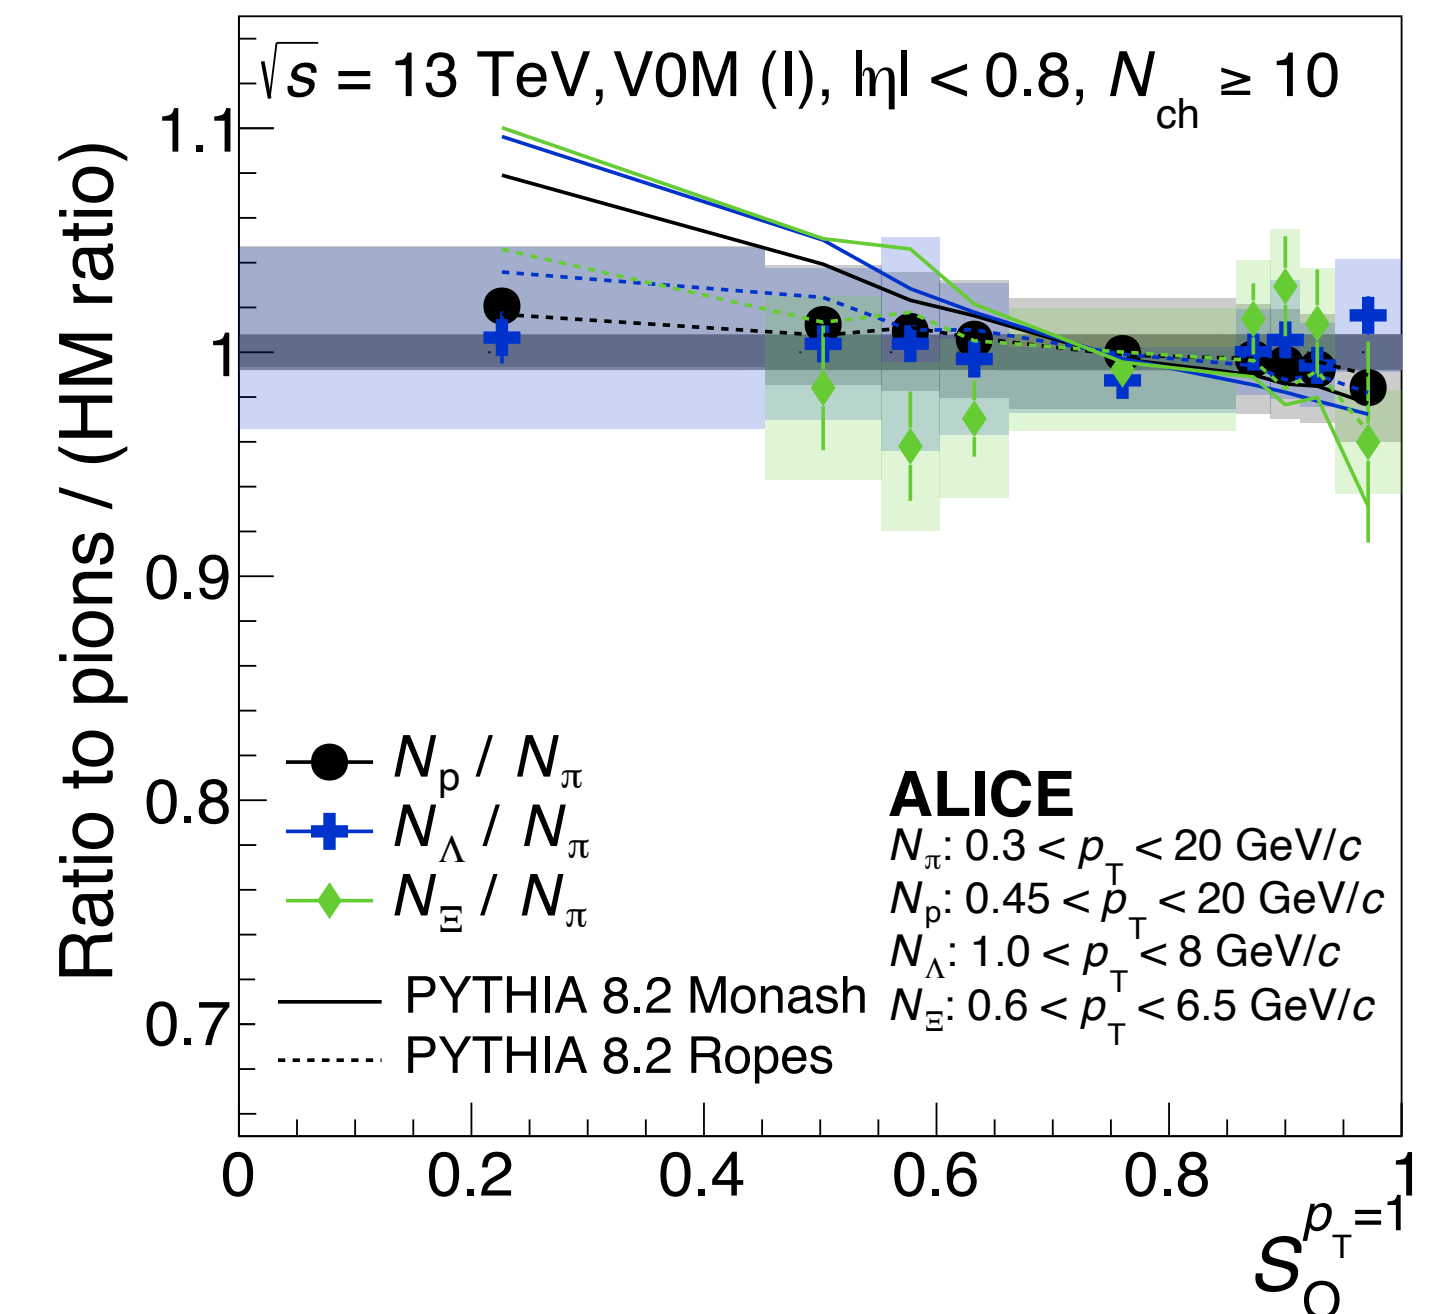 √s = 13 TeV, V0M (I), |η| < 0.8, N_ch ≥ 10
Ratio to pions / (HM ratio)
1.1
1
0.9
0.8
0.7
N_p / N_π
N_Λ / N_π
N_Ξ / N_π
PYTHIA 8.2 Monash
PYTHIA 8.2 Ropes
ALICE
N_π: 0.3 < p_T < 20 GeV/c
N_p: 0.45 < p_T < 20 GeV/c
N_Λ: 1.0 < p_T < 8 GeV/c
N_Ξ: 0.6 < p_T < 6.5 GeV/c
0 0.2 0.4 0.6 0.8 1
S_O^{p_T=1}